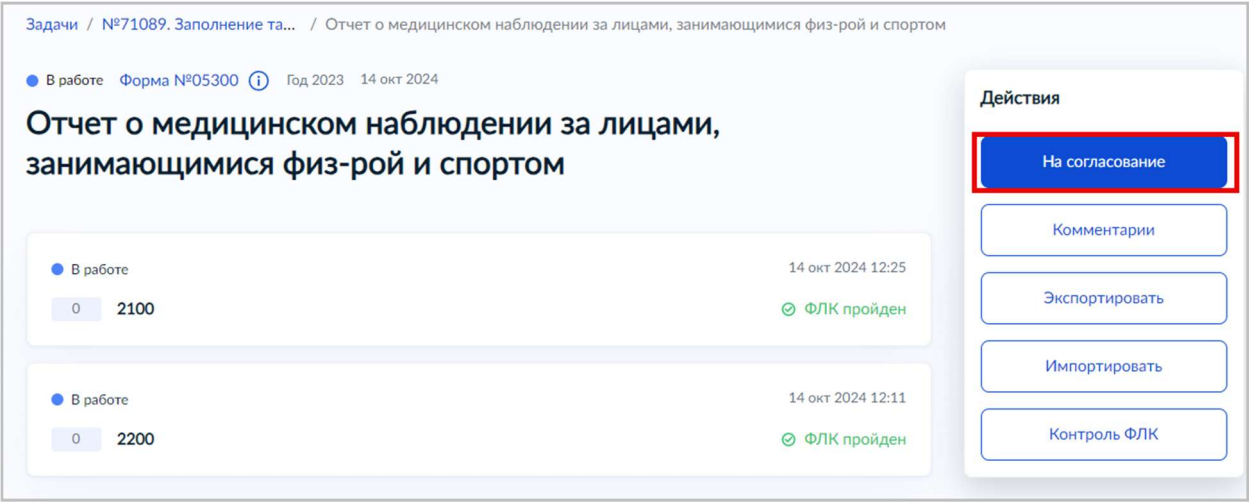 Задачи / №71089. Заполнение та... / Отчет о медицинском наблюдении за лицами, занимающимися физ-рой и спортом
В работе Форма №05300 i Год 2023 14 окт 2024
Отчет о медицинском наблюдении за лицами,
занимающимися физ-рой и спортом
В работе 14 окт 2024 12:25
0 2100 ФЛК пройден
В работе 14 окт 2024 12:11
0 2200 ФЛК пройден
Действия
На согласование
Комментарии
Экспортировать
Импортировать
Контроль ФЛК